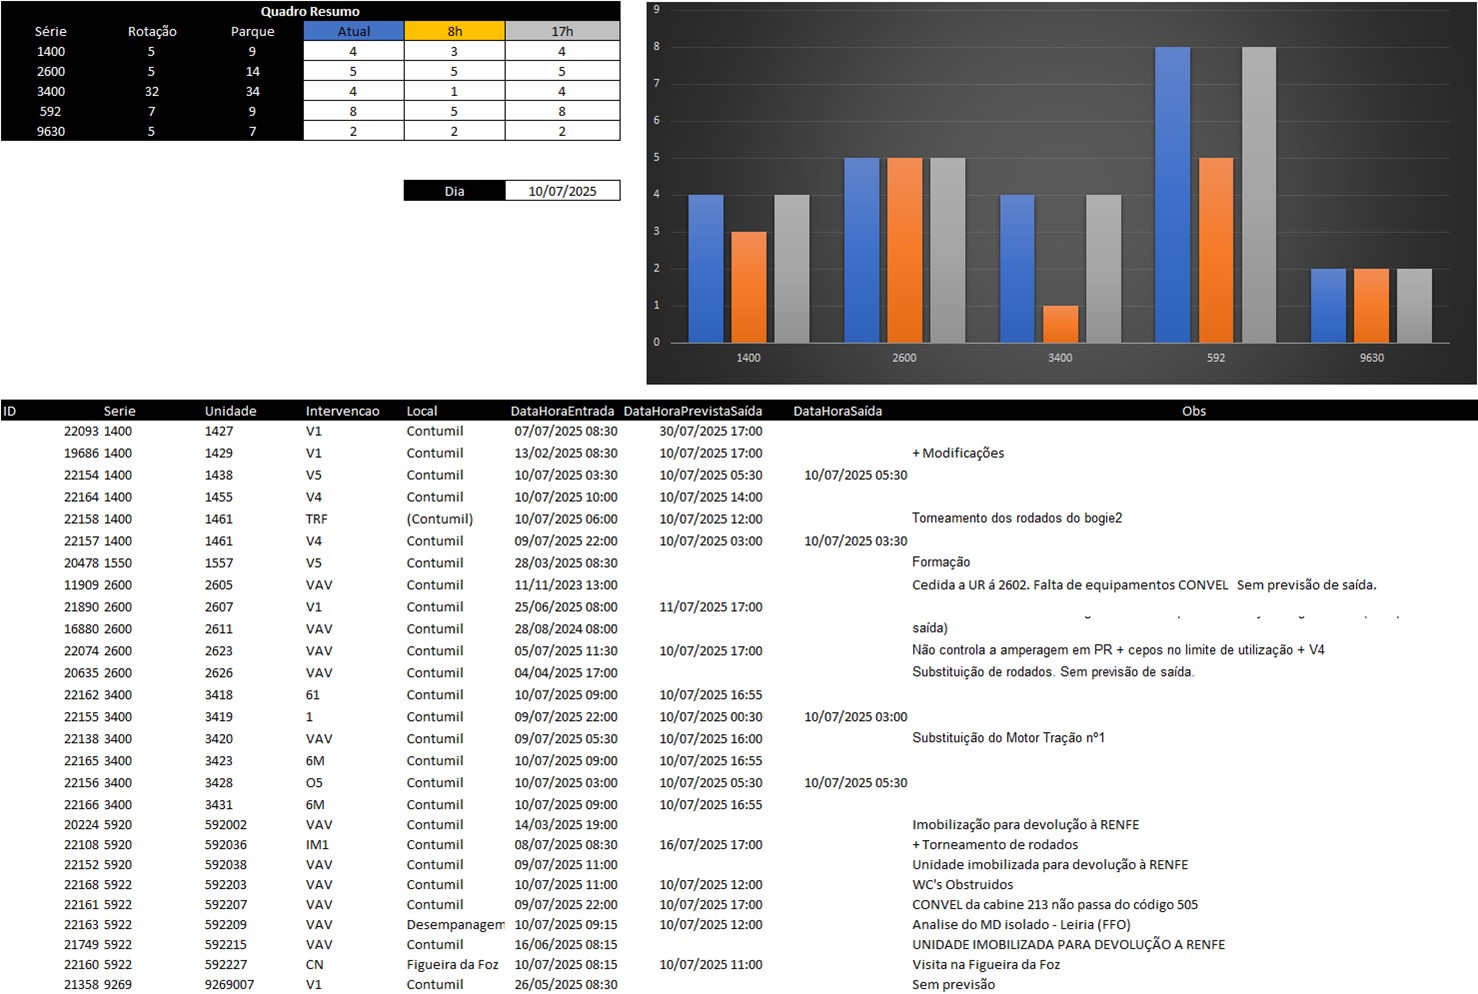 Quadro Resumo
Série Rotação Parque Atual 8h 17h
1400 5 9 4 3 4
2600 5 14 5 5 5
3400 32 34 4 1 4
592 7 9 8 5 8
9630 5 7 2 2 2
Dia 10/07/2025
9
8
7
6
5
4
3
2
1
0
1400 2600 3400 592 9630
ID Serie Unidade Intervencao Local DataHoraEntrada DataHoraPrevistaSaída DataHoraSaída Obs
22093 1400 1427 V1 Contumil 07/07/2025 08:30 30/07/2025 17:00
19686 1400 1429 V1 Contumil 13/02/2025 08:30 10/07/2025 17:00 + Modificações
22154 1400 1438 V5 Contumil 10/07/2025 03:30 10/07/2025 05:30 10/07/2025 05:30
22164 1400 1455 V4 Contumil 10/07/2025 10:00 10/07/2025 14:00
22158 1400 1461 TRF (Contumil) 10/07/2025 06:00 10/07/2025 12:00 Torneamento dos rodados do bogie2
22157 1400 1461 V4 Contumil 09/07/2025 22:00 10/07/2025 03:00 10/07/2025 03:30
20478 1550 1557 V5 Contumil 28/03/2025 08:30 Formação
11909 2600 2605 VAV Contumil 11/11/2023 13:00 Cedida a UR á 2602. Falta de equipamentos CONVEL Sem previsão de saída.
21890 2600 2607 V1 Contumil 25/06/2025 08:00 11/07/2025 17:00
16880 2600 2611 VAV Contumil 28/08/2024 08:00 saída)
22074 2600 2623 VAV Contumil 05/07/2025 11:30 10/07/2025 17:00 Não controla a amperagem em PR + cepos no limite de utilização + V4
20635 2600 2626 VAV Contumil 04/04/2025 17:00 Substituição de rodados. Sem previsão de saída.
22162 3400 3418 61 Contumil 10/07/2025 09:00 10/07/2025 16:55
22155 3400 3419 1 Contumil 09/07/2025 22:00 10/07/2025 00:30 10/07/2025 03:00
22138 3400 3420 VAV Contumil 09/07/2025 05:30 10/07/2025 16:00 Substituição do Motor Tração nº1
22165 3400 3423 6M Contumil 10/07/2025 09:00 10/07/2025 16:55
22156 3400 3428 O5 Contumil 10/07/2025 03:00 10/07/2025 05:30 10/07/2025 05:30
22166 3400 3431 6M Contumil 10/07/2025 09:00 10/07/2025 16:55
20224 5920 592002 VAV Contumil 14/03/2025 19:00 Imobilização para devolução à RENFE
22108 5920 592036 IM1 Contumil 08/07/2025 08:30 16/07/2025 17:00 + Torneamento de rodados
22152 5920 592038 VAV Contumil 09/07/2025 11:00 Unidade imobilizada para devolução à RENFE
22168 5922 592203 VAV Contumil 10/07/2025 11:00 10/07/2025 12:00 WC's Obstruidos
22161 5922 592207 VAV Contumil 09/07/2025 22:00 10/07/2025 17:00 CONVEL da cabine 213 não passa do código 505
22163 5922 592209 VAV Desempanagem 10/07/2025 09:15 10/07/2025 12:00 Analise do MD isolado - Leiria (FFO)
21749 5922 592215 VAV Contumil 16/06/2025 08:15 UNIDADE IMOBILIZADA PARA DEVOLUÇÃO A RENFE
22160 5922 592227 CN Figueira da Foz 10/07/2025 08:15 10/07/2025 11:00 Visita na Figueira da Foz
21358 9269 9269007 V1 Contumil 26/05/2025 08:30 Sem previsão